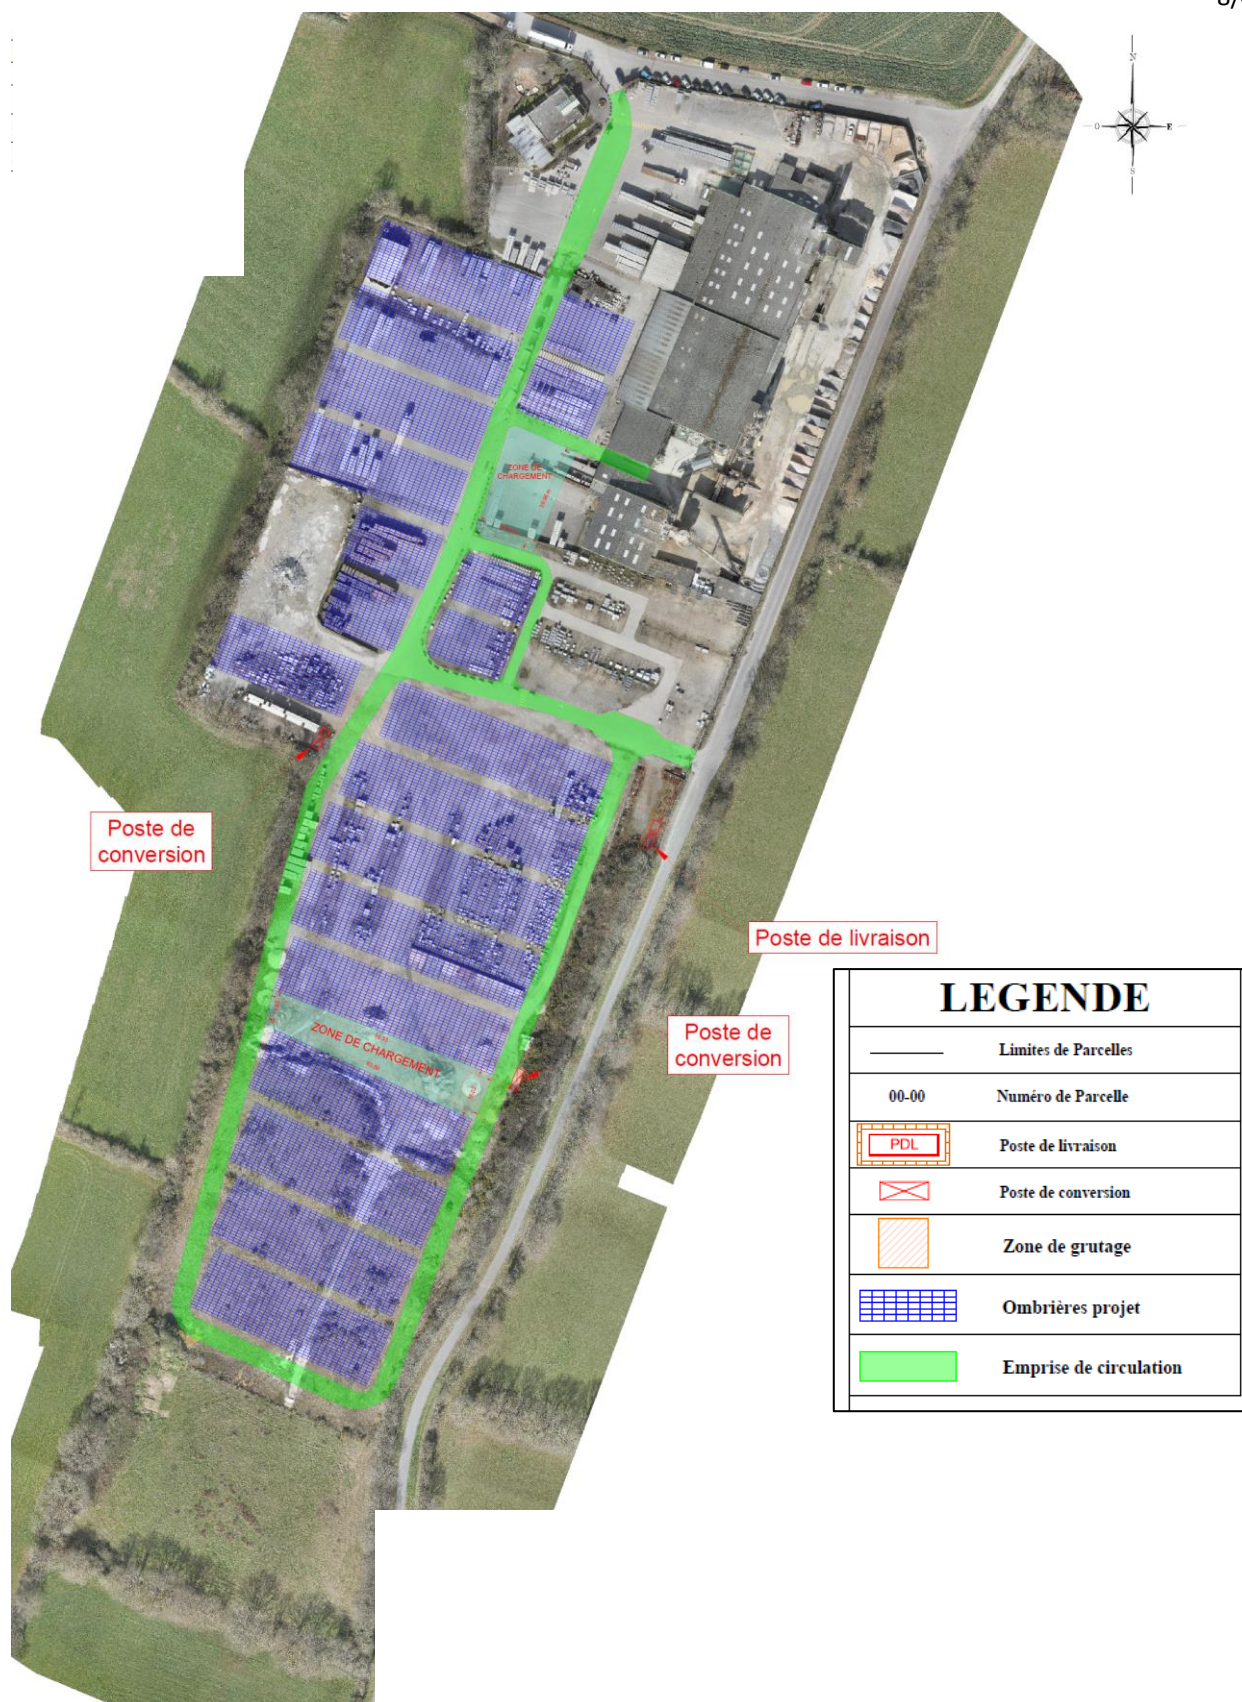 N
O
E
S
ZONE DE
CHARGEMENT
Poste de
conversion
Poste de livraison
ZONE DE CHARGEMENT
Poste de
conversion
LEGENDE
Limites de Parcelles
00-00 Numéro de Parcelle
PDL Poste de livraison
Poste de conversion
Zone de grutage
Ombrières projet
Emprise de circulation